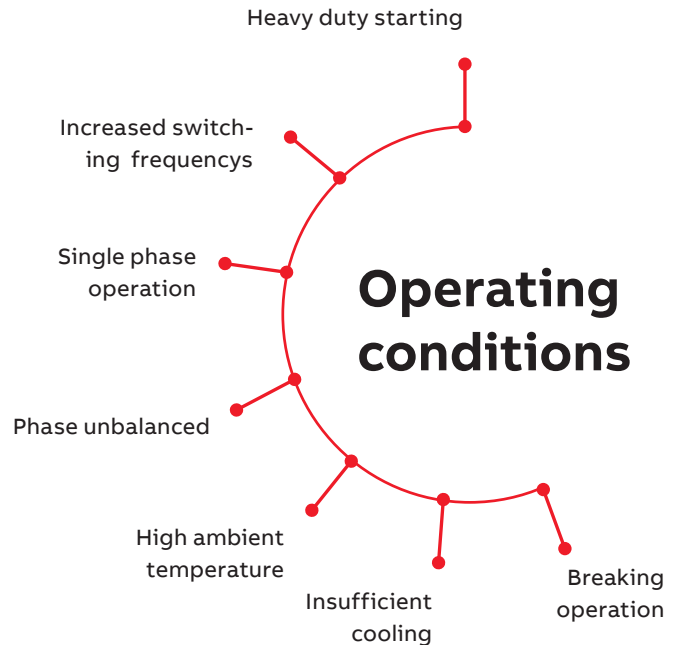 Heavy duty starting
Increased switch-
ing frequencys
Single phase
operation
Operating
conditions
Phase unbalanced
High ambient
temperature
Insufficient
cooling
Breaking
operation